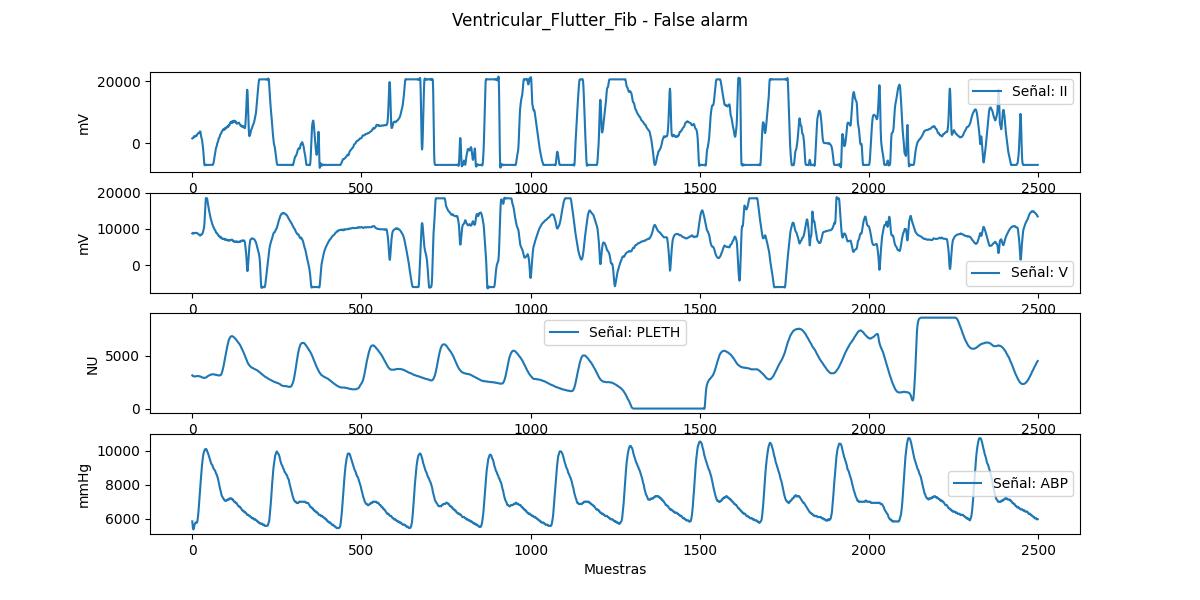 Ventricular_Flutter_Fib - False alarm
20000
0
mV
Señal: II
0 500 1000 1500 2000 2500
20000
10000
0
mV
Señal: V
0 500 1000 1500 2000 2500
5000
0
NU
Señal: PLETH
0 500 1000 1500 2000 2500
10000
8000
6000
mmHg
Señal: ABP
0 500 1000 1500 2000 2500
Muestras